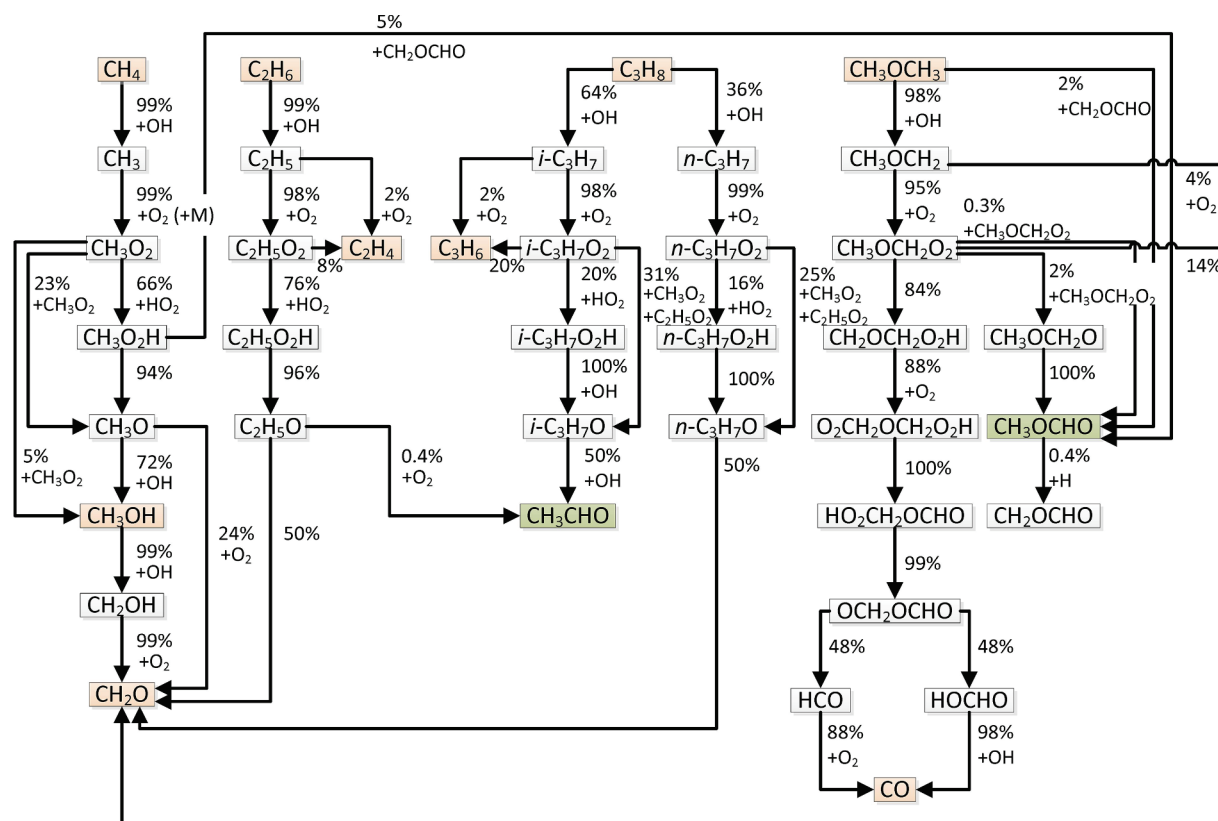 5%
+CH₂OCHO
CH₄
C₂H₆
C₃H₈
CH₃OCH₃
99%
+OH
99%
+OH
64%
+OH
36%
+OH
98%
+OH
2%
+CH₂OCHO
CH₃
C₂H₅
i-C₃H₇
n-C₃H₇
CH₃OCH₂
99%
+O₂ (+M)
98%
+O₂
2%
+O₂
2%
+O₂
98%
+O₂
99%
+O₂
95%
+O₂
4%
+O₂
0.3%
+CH₃OCH₂O₂
CH₃O₂
C₂H₅O₂
C₂H₄
C₃H₆
i-C₃H₇O₂
n-C₃H₇O₂
CH₃OCH₂O₂
8%
20%
14%
23%
+CH₃O₂
66%
+HO₂
76%
+HO₂
20%
+HO₂
31%
+CH₃O₂
+C₂H₅O₂
16%
+HO₂
25%
+CH₃O₂
+C₂H₅O₂
84%
2%
+CH₃OCH₂O₂
CH₃O₂H
C₂H₅O₂H
i-C₃H₇O₂H
n-C₃H₇O₂H
CH₂OCH₂O₂H
CH₃OCH₂O
94%
96%
100%
+OH
100%
88%
+O₂
100%
CH₃O
C₂H₅O
i-C₃H₇O
n-C₃H₇O
O₂CH₂OCH₂O₂H
CH₃OCHO
5%
+CH₃O₂
72%
+OH
0.4%
+O₂
50%
+OH
50%
100%
0.4%
+H
CH₃OH
CH₃CHO
HO₂CH₂OCHO
CH₂OCHO
24%
+O₂
50%
99%
+OH
99%
CH₂OH
OCH₂OCHO
99%
+O₂
48%
48%
CH₂O
HCO
HOCHO
88%
+O₂
98%
+OH
CO